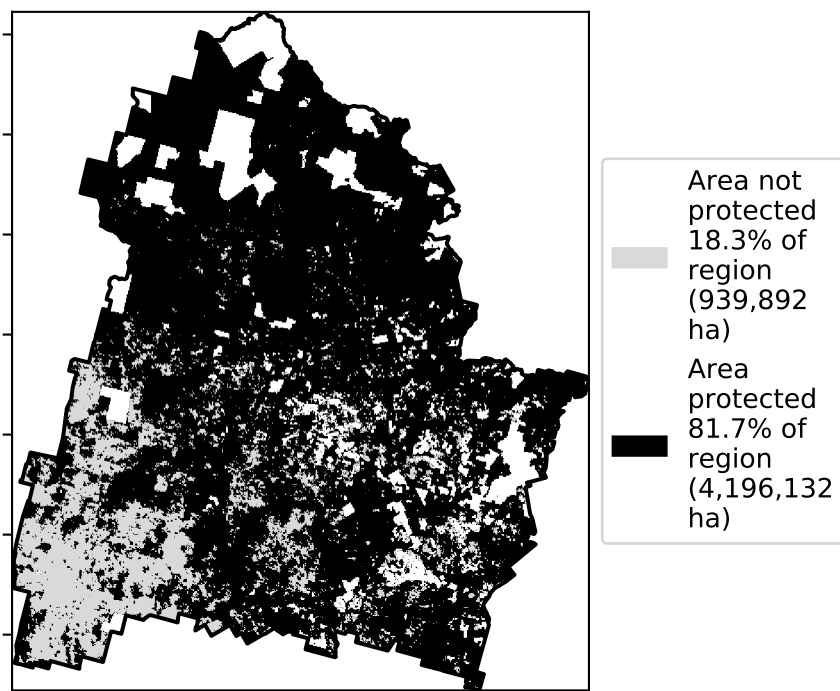 Area not
protected
18.3% of
region
(939,892
ha)
Area
protected
81.7% of
region
(4,196,132
ha)